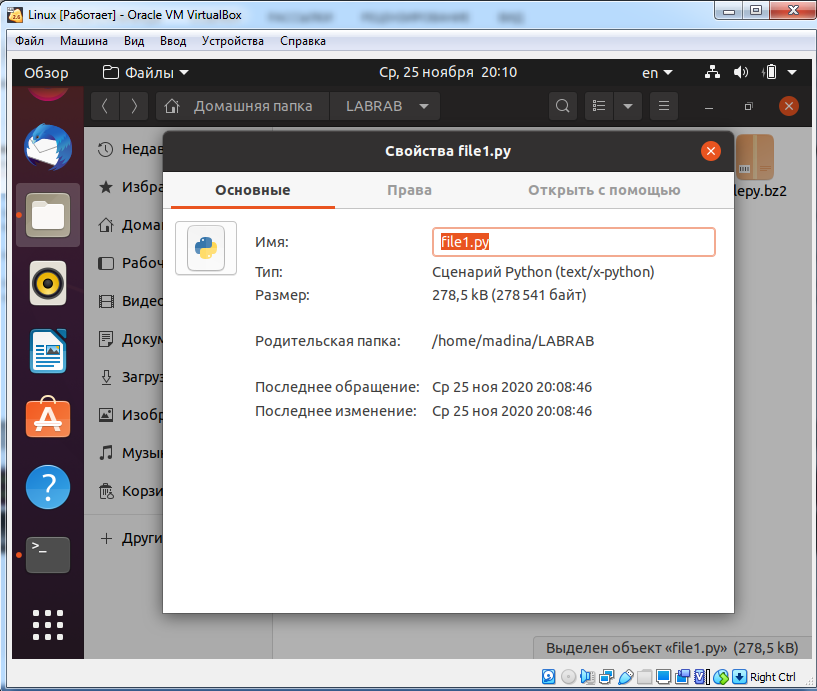 Linux [Работает] - Oracle VM VirtualBox
Файл Машина Вид Ввод Устройства Справка
Обзор Файлы Ср, 25 ноября 20:10 en
Домашняя папка LABRAB
Свойства file1.py
Основные Права Открыть с помощью
Имя: file1.py
Тип: Сценарий Python (text/x-python)
Размер: 278,5 kB (278 541 байт)
Родительская папка: /home/madina/LABRAB
Последнее обращение: Ср 25 ноя 2020 20:08:46
Последнее изменение: Ср 25 ноя 2020 20:08:46
Недав
Избра
Домаш
Рабоч
Видес
Докум
Загруз
Изобр
Музык
Корзи
Други
lepy.bz2
Выделен объект «file1.py» (278,5 kB)
Right Ctrl